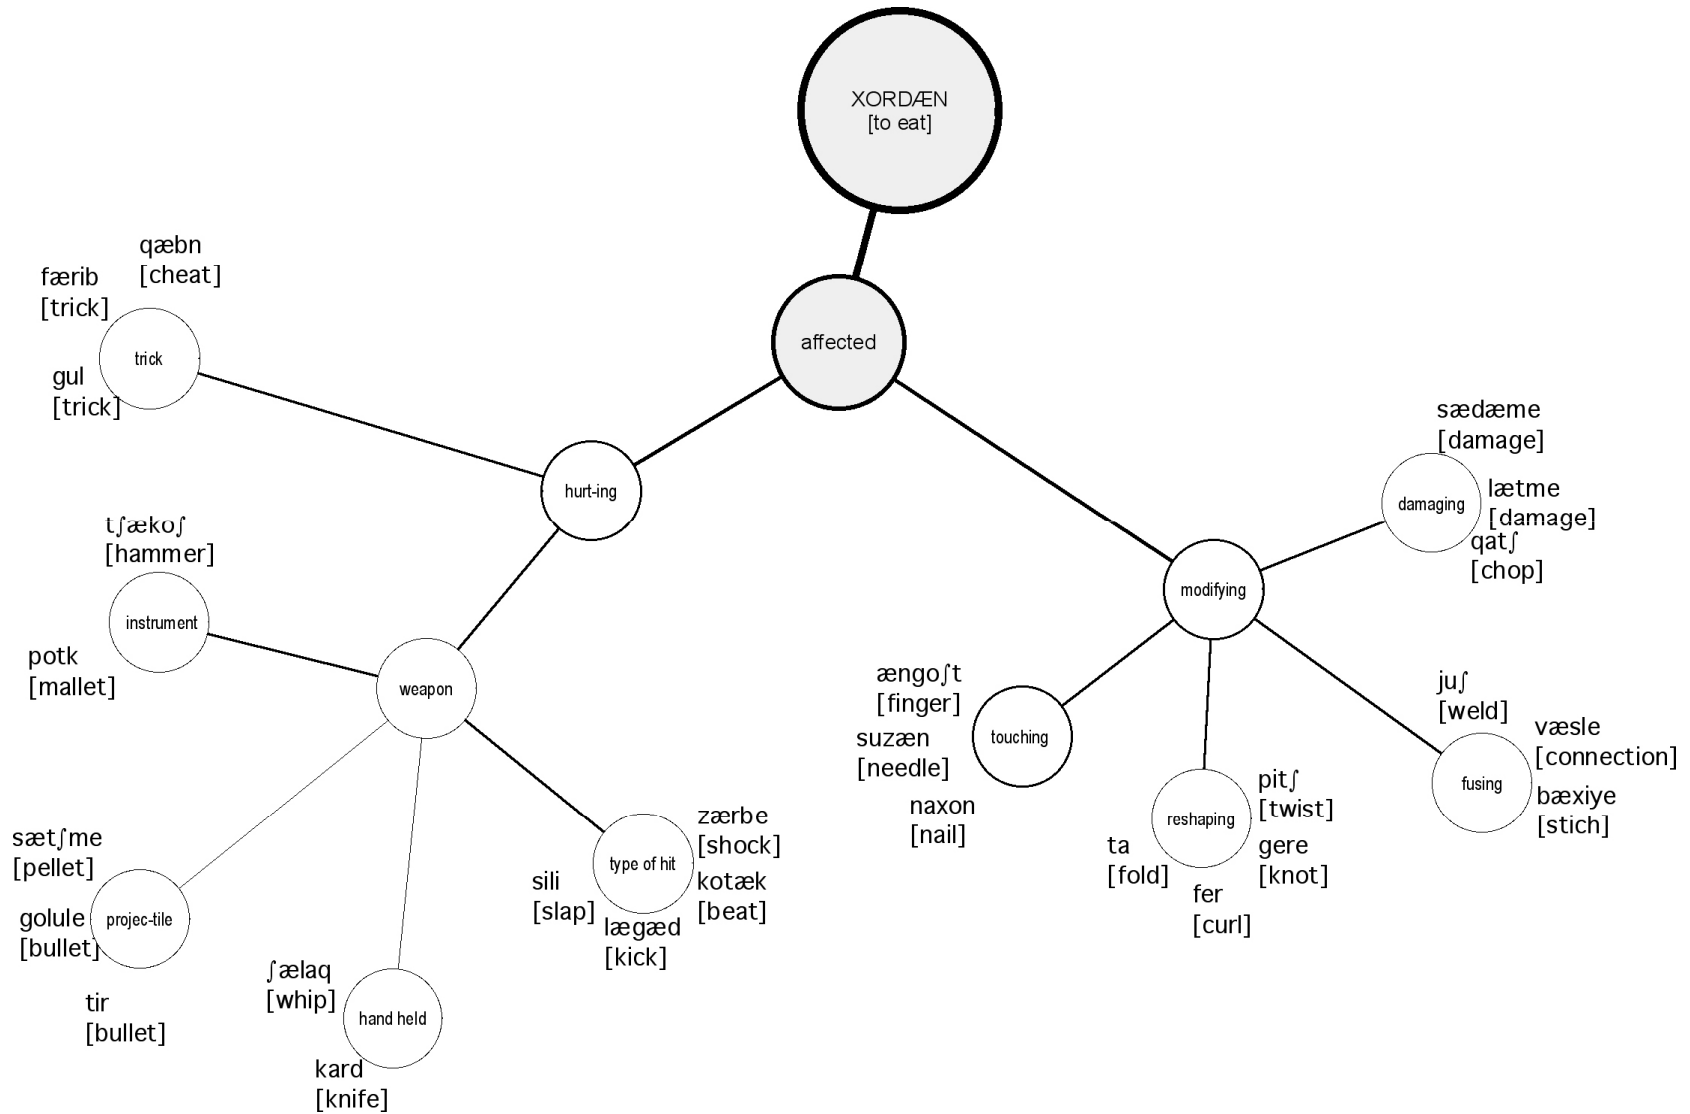 XORDÆN
[to eat]
affected
qæbn
[cheat]
færib
[trick]
trick
gul
[trick]
hurt-ing
tʃækoʃ
[hammer]
instrument
potk
[mallet]
weapon
sætʃme
[pellet]
golule
[bullet]
projec-tile
tir
[bullet]
ʃælaq
[whip]
hand held
kard
[knife]
type of hit
zærbe
[shock]
sili
[slap]
kotæk
[beat]
lægæd
[kick]
modifying
sædæme
[damage]
damaging
lætme
[damage]
qatʃ
[chop]
ængoʃt
[finger]
suzæn
[needle]
touching
naxon
[nail]
pitʃ
[twist]
reshaping
ta
[fold]
gere
[knot]
fer
[curl]
juʃ
[weld]
væsle
[connection]
fusing
bæxiye
[stich]